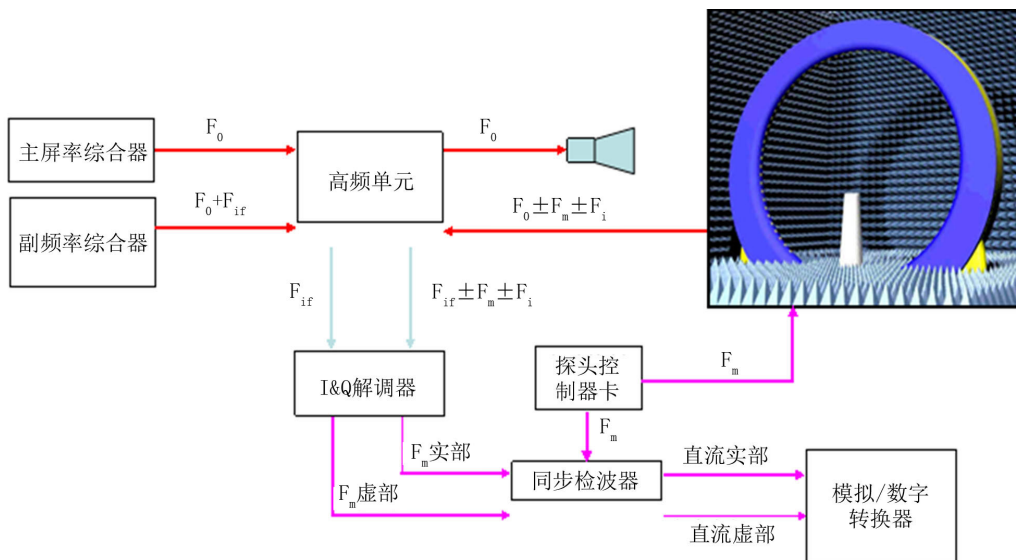 F0
主屏率综合器
F0
高频单元
F0+Fif
F0±Fm±Fi
副频率综合器
Fif
Fif±Fm±Fi
I&Q解调器
探头控
制器卡
Fm
Fm
Fm实部
直流实部
同步检波器
Fm虚部
直流虚部
模拟/数字
转换器